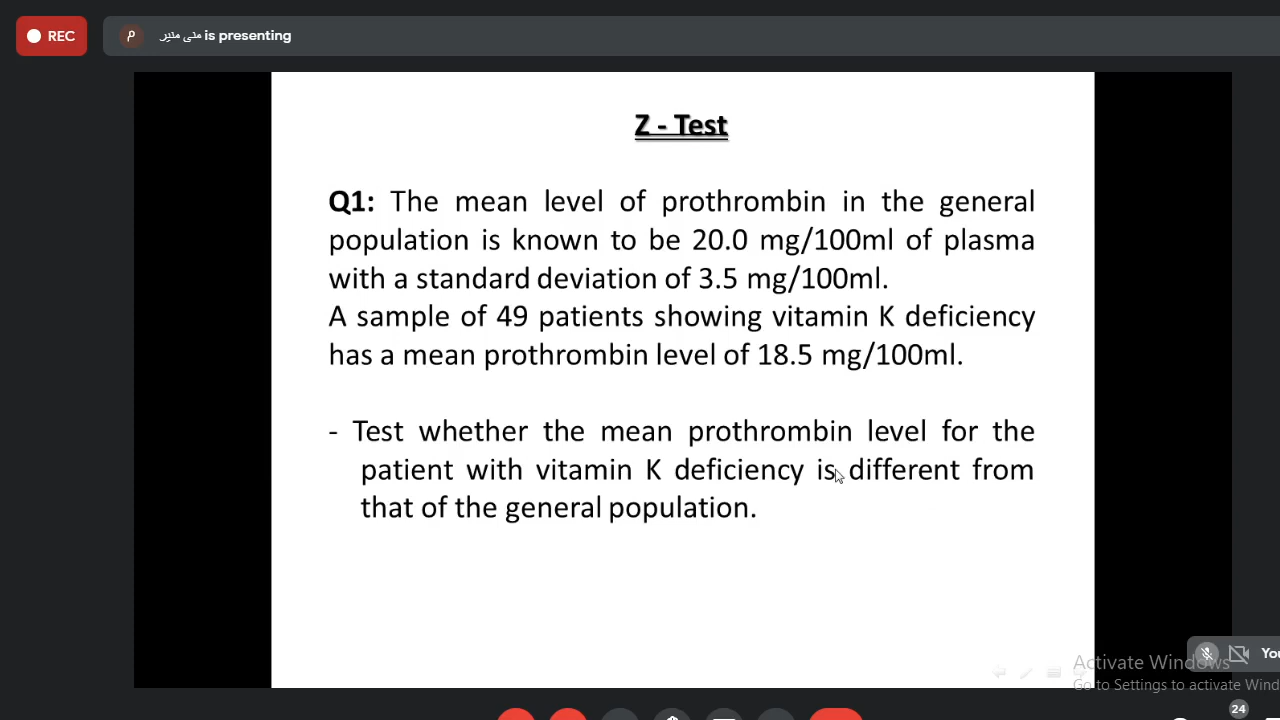 REC
م
منى منير is presenting
Z - Test
Q1: The mean level of prothrombin in the general
population is known to be 20.0 mg/100ml of plasma
with a standard deviation of 3.5 mg/100ml.
A sample of 49 patients showing vitamin K deficiency
has a mean prothrombin level of 18.5 mg/100ml.
- Test whether the mean prothrombin level for the
patient with vitamin K deficiency is different from
that of the general population.
You
Activate Windows
Go to Settings to activate Wind
24